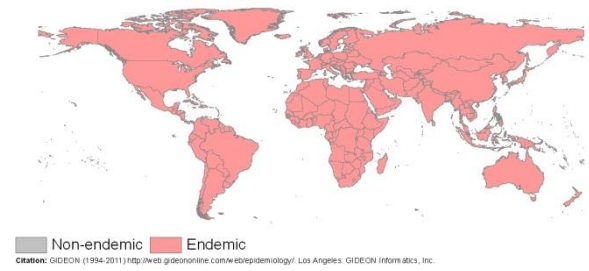 Non-endemic Endemic
Citation: GIDEON (1994-2011) http://web.gideononline.com/web/epidemiology/. Los Angeles: GIDEON Informatics, Inc.